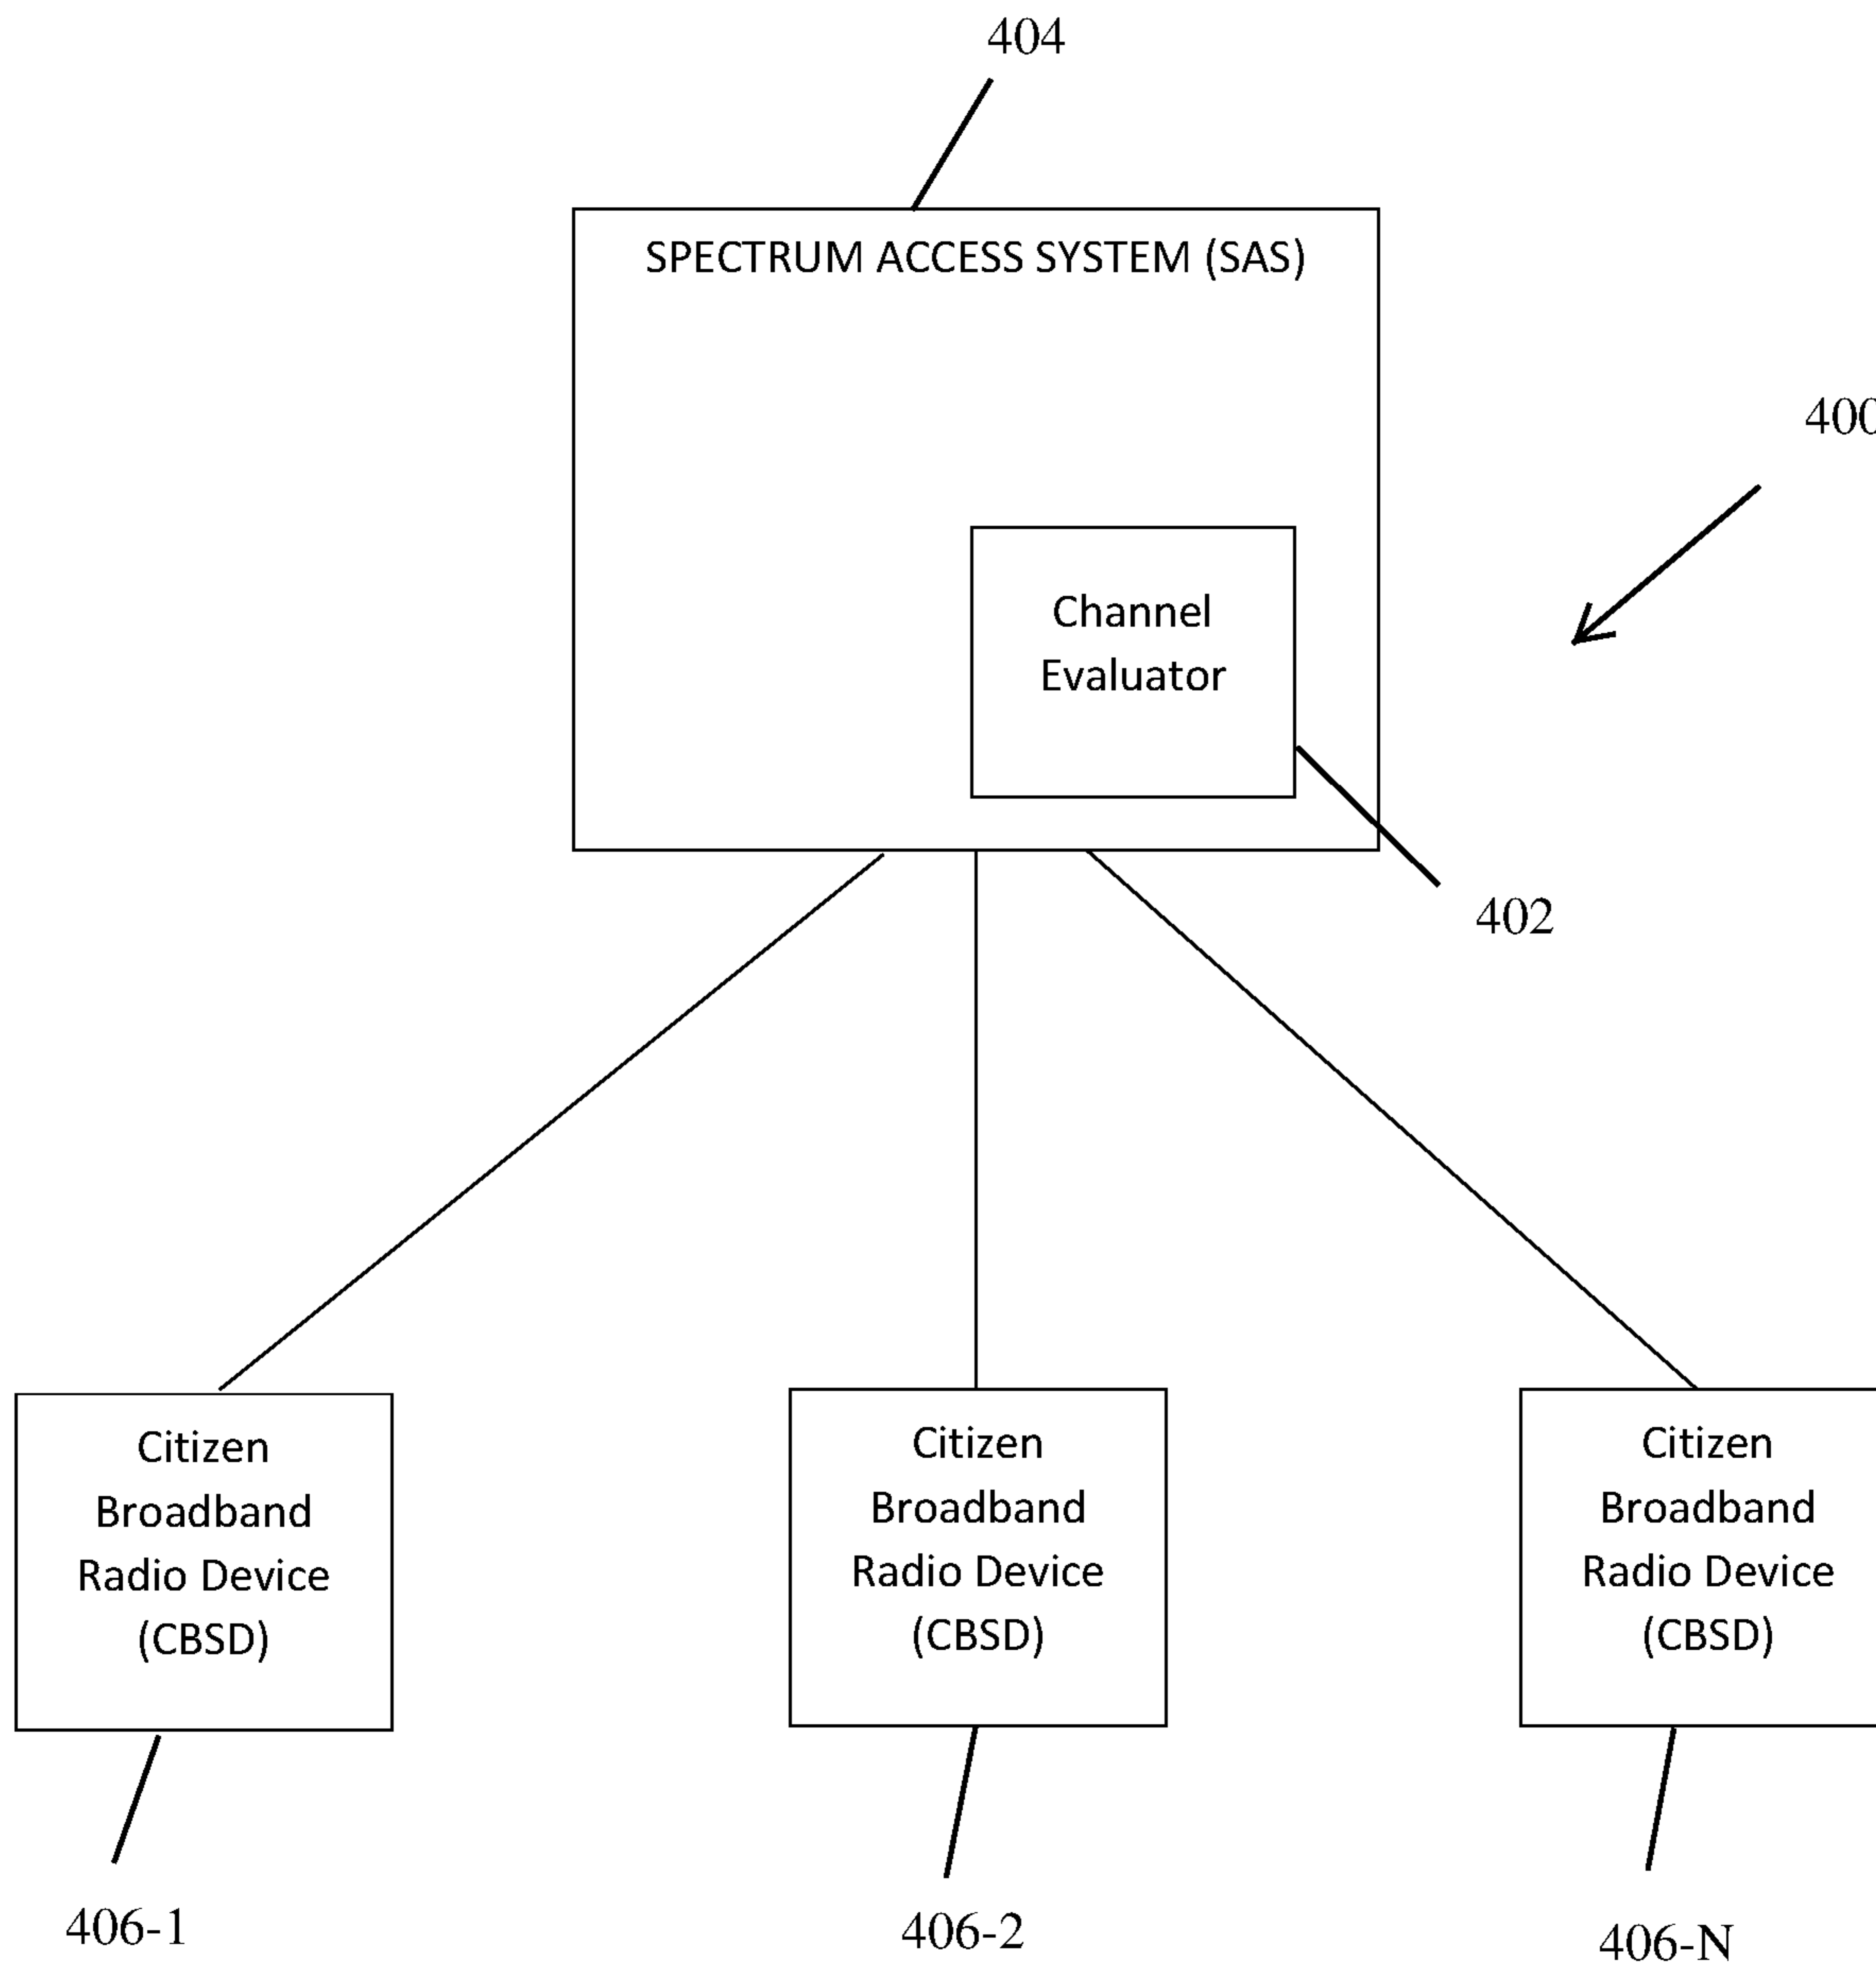 404
SPECTRUM ACCESS SYSTEM (SAS)
400
Channel
Evaluator
402
Citizen
Broadband
Radio Device
(CBSD)
Citizen
Broadband
Radio Device
(CBSD)
Citizen
Broadband
Radio Device
(CBSD)
406-1
406-2
406-N